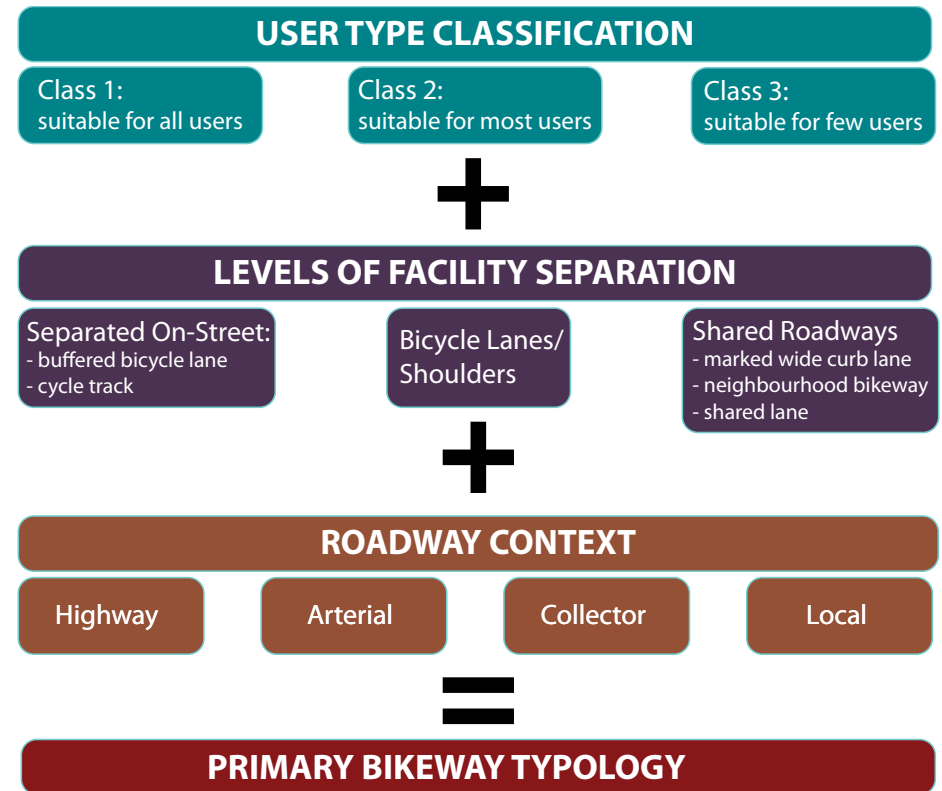 USER TYPE CLASSIFICATION
Class 1:
suitable for all users
Class 2:
suitable for most users
Class 3:
suitable for few users
+
LEVELS OF FACILITY SEPARATION
Separated On-Street:
- buffered bicycle lane
- cycle track
Bicycle Lanes/
Shoulders
Shared Roadways
- marked wide curb lane
- neighbourhood bikeway
- shared lane
+
ROADWAY CONTEXT
Highway
Arterial
Collector
Local
=
PRIMARY BIKEWAY TYPOLOGY